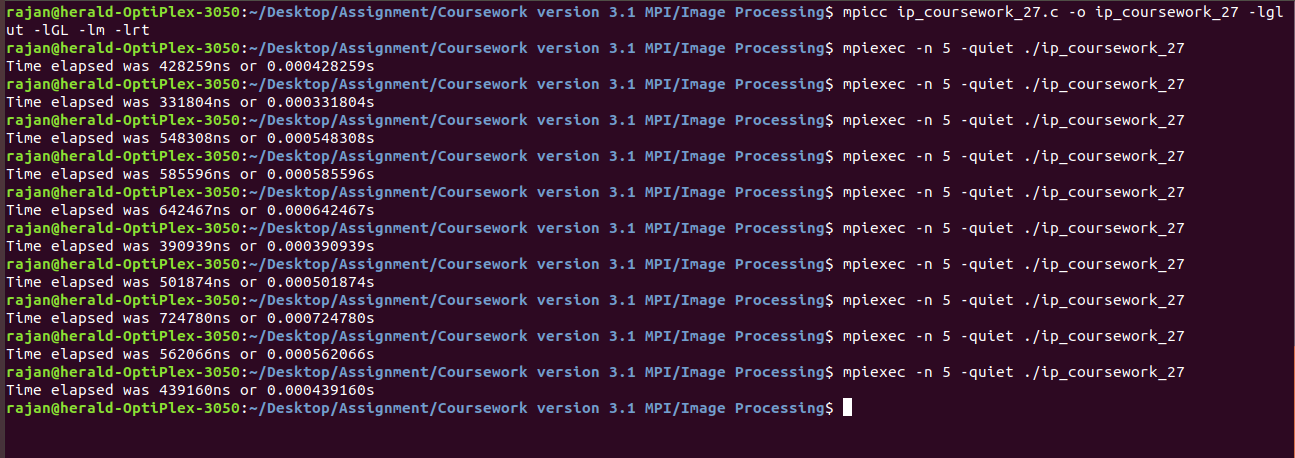 rajan@herald-OptiPlex-3050:~/Desktop/Assignment/Coursework version 3.1 MPI/Image Processing$ mpicc ip_coursework_27.c -o ip_coursework_27 -lgl
ut -lGL -lm -lrt
rajan@herald-OptiPlex-3050:~/Desktop/Assignment/Coursework version 3.1 MPI/Image Processing$ mpiexec -n 5 -quiet ./ip_coursework_27
Time elapsed was 428259ns or 0.000428259s
rajan@herald-OptiPlex-3050:~/Desktop/Assignment/Coursework version 3.1 MPI/Image Processing$ mpiexec -n 5 -quiet ./ip_coursework_27
Time elapsed was 331804ns or 0.000331804s
rajan@herald-OptiPlex-3050:~/Desktop/Assignment/Coursework version 3.1 MPI/Image Processing$ mpiexec -n 5 -quiet ./ip_coursework_27
Time elapsed was 548308ns or 0.000548308s
rajan@herald-OptiPlex-3050:~/Desktop/Assignment/Coursework version 3.1 MPI/Image Processing$ mpiexec -n 5 -quiet ./ip_coursework_27
Time elapsed was 585596ns or 0.000585596s
rajan@herald-OptiPlex-3050:~/Desktop/Assignment/Coursework version 3.1 MPI/Image Processing$ mpiexec -n 5 -quiet ./ip_coursework_27
Time elapsed was 642467ns or 0.000642467s
rajan@herald-OptiPlex-3050:~/Desktop/Assignment/Coursework version 3.1 MPI/Image Processing$ mpiexec -n 5 -quiet ./ip_coursework_27
Time elapsed was 390939ns or 0.000390939s
rajan@herald-OptiPlex-3050:~/Desktop/Assignment/Coursework version 3.1 MPI/Image Processing$ mpiexec -n 5 -quiet ./ip_coursework_27
Time elapsed was 501874ns or 0.000501874s
rajan@herald-OptiPlex-3050:~/Desktop/Assignment/Coursework version 3.1 MPI/Image Processing$ mpiexec -n 5 -quiet ./ip_coursework_27
Time elapsed was 724780ns or 0.000724780s
rajan@herald-OptiPlex-3050:~/Desktop/Assignment/Coursework version 3.1 MPI/Image Processing$ mpiexec -n 5 -quiet ./ip_coursework_27
Time elapsed was 562066ns or 0.000562066s
rajan@herald-OptiPlex-3050:~/Desktop/Assignment/Coursework version 3.1 MPI/Image Processing$ mpiexec -n 5 -quiet ./ip_coursework_27
Time elapsed was 439160ns or 0.000439160s
rajan@herald-OptiPlex-3050:~/Desktop/Assignment/Coursework version 3.1 MPI/Image Processing$